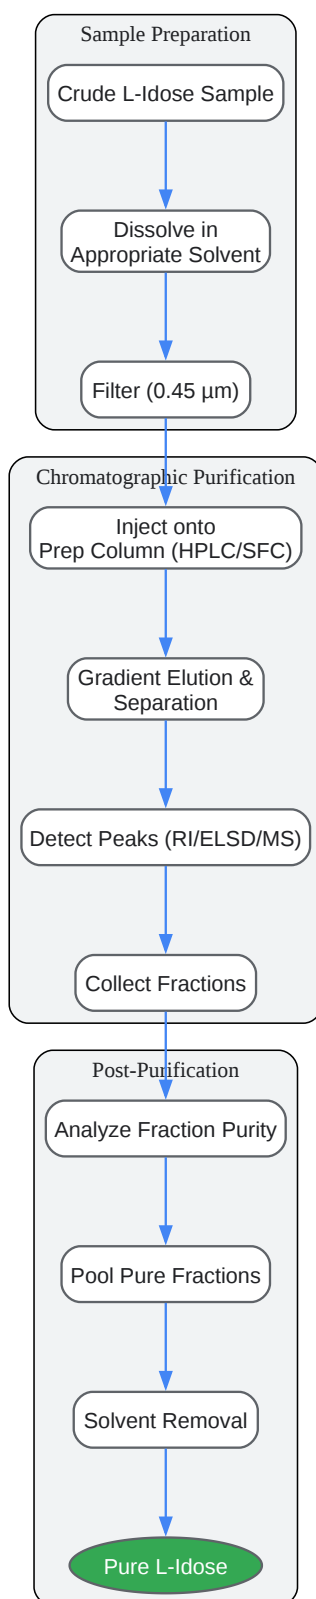 Sample Preparation
Crude L-Idose Sample
Dissolve in
Appropriate Solvent
Filter (0.45 µm)
Chromatographic Purification
Inject onto
Prep Column (HPLC/SFC)
Gradient Elution &
Separation
Detect Peaks (RI/ELSD/MS)
Collect Fractions
Post-Purification
Analyze Fraction Purity
Pool Pure Fractions
Solvent Removal
Pure L-Idose